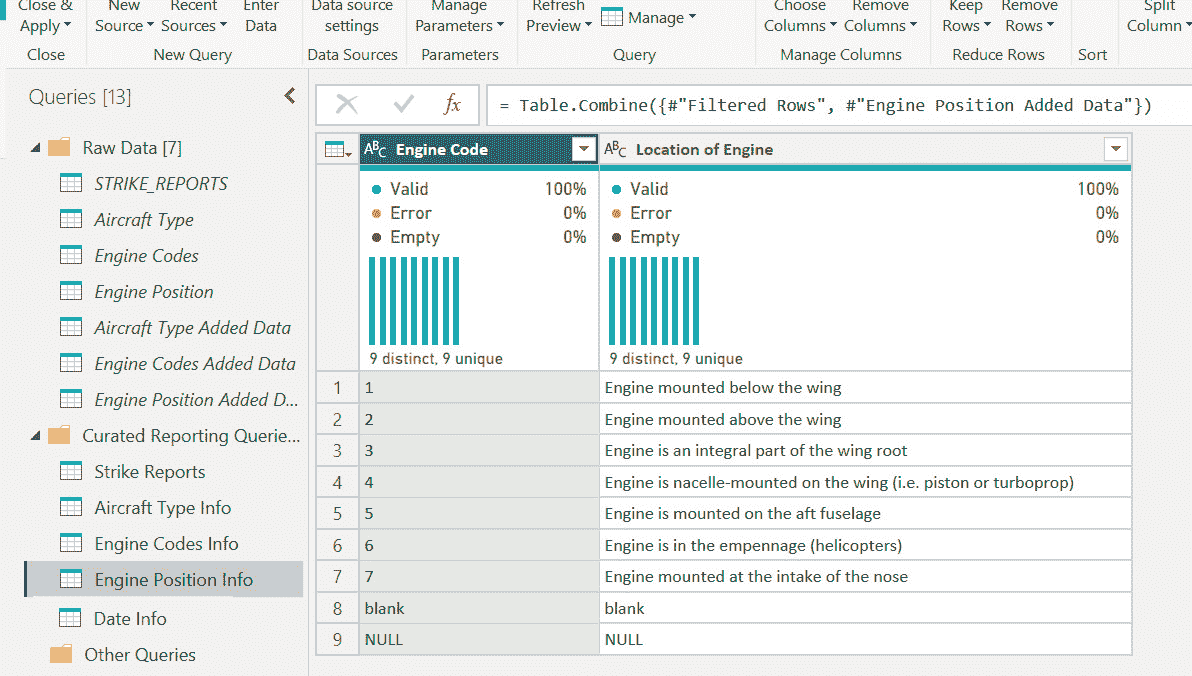 Close & Apply
New Source
Recent Sources
Enter Data
Data source settings
Manage Parameters
Refresh Preview
Manage
Choose Columns
Remove Columns
Keep Rows
Remove Rows
Split Column
Close
New Query
Data Sources
Parameters
Query
Manage Columns
Reduce Rows
Sort
Queries [13]
Raw Data [7]
STRIKE_REPORTS
Aircraft Type
Engine Codes
Engine Position
Aircraft Type Added Data
Engine Codes Added Data
Engine Position Added D...
Curated Reporting Querie...
Strike Reports
Aircraft Type Info
Engine Codes Info
Engine Position Info
Date Info
Other Queries
fx
= Table.Combine({#"Filtered Rows", #"Engine Position Added Data"})
ABC Engine Code
ABC Location of Engine
Valid 100%
Error 0%
Empty 0%
9 distinct, 9 unique
Valid 100%
Error 0%
Empty 0%
9 distinct, 9 unique
1 1 Engine mounted below the wing
2 2 Engine mounted above the wing
3 3 Engine is an integral part of the wing root
4 4 Engine is nacelle-mounted on the wing (i.e. piston or turboprop)
5 5 Engine is mounted on the aft fuselage
6 6 Engine is in the empennage (helicopters)
7 7 Engine mounted at the intake of the nose
8 blank blank
9 NULL NULL